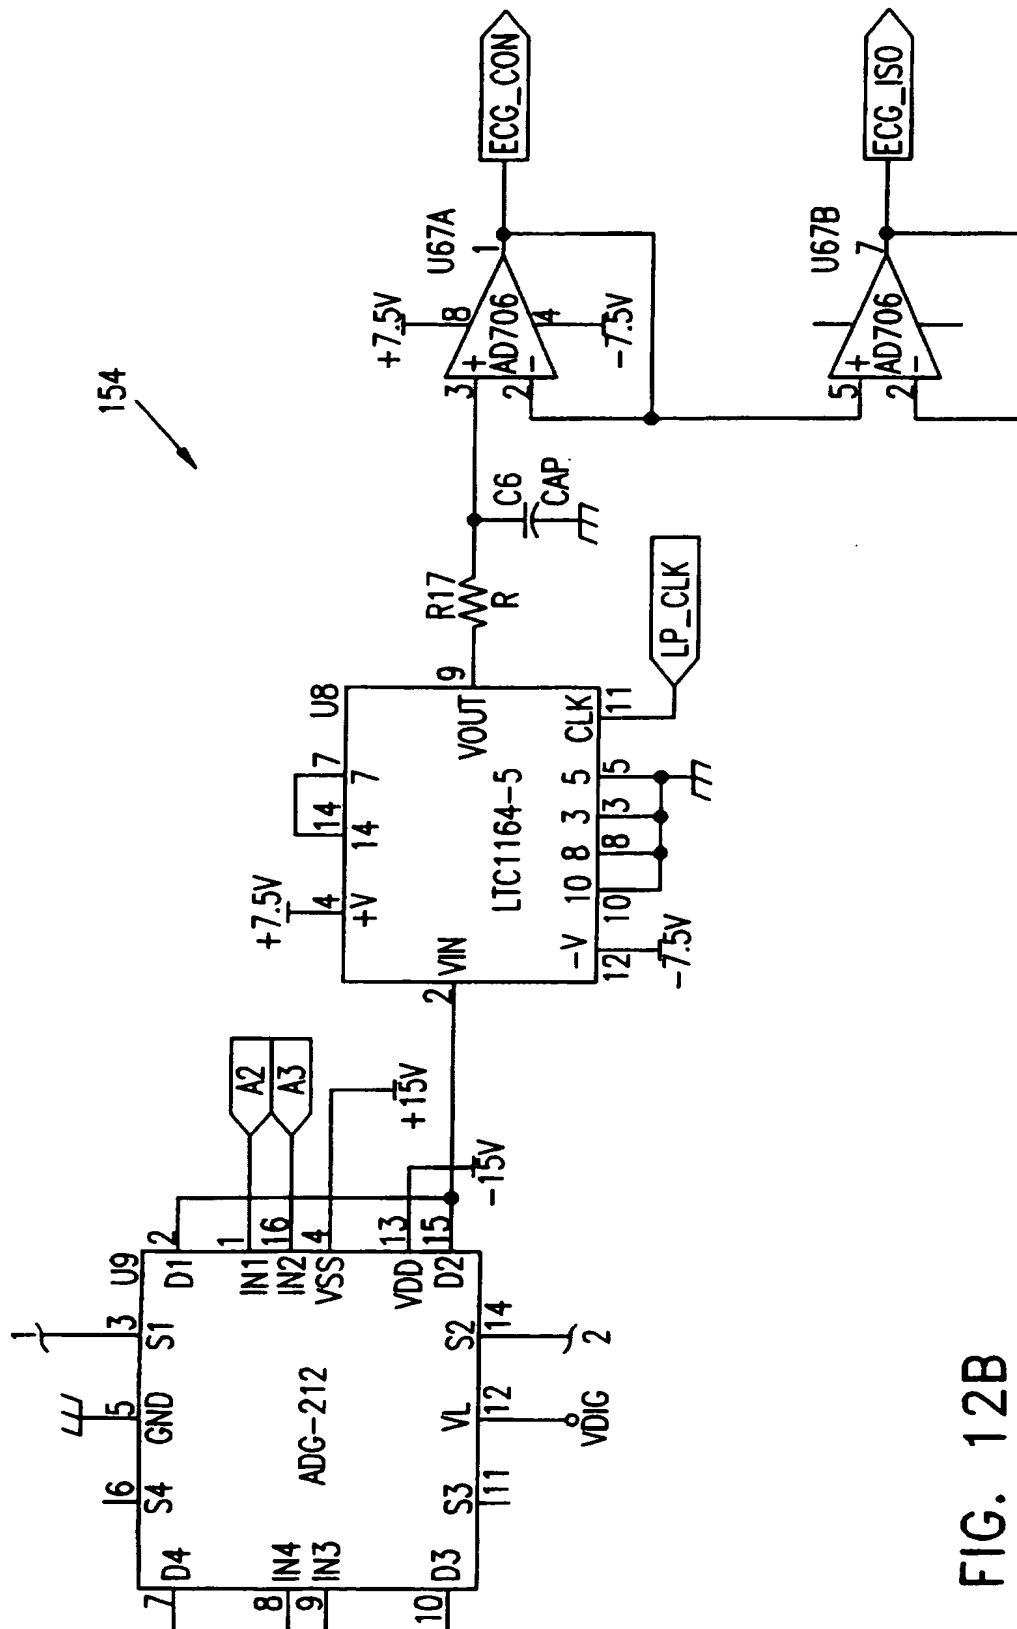 154
U9
1
3
S1
5
GND
6
S4
7
D4
8
IN4
9
IN3
10
D3
ADG-212
2
D1
1
IN1
16
IN2
4
VSS
13
VDD
15
D2
S2
14
2
VL
12
VDIG
S3
11
A2
A3
+15V
-15V
U8
+7.5V
4
+V
14
14
7
7
2
VIN
LTC1164-5
VOUT
9
-V
12
-7.5V
10
10
8
8
3
3
5
5
CLK
11
LP_CLK
R17
R
C6
CAP
U67A
+7.5V
8
3
+
AD706
2
-
4
-7.5V
1
ECG_CON
U67B
5
+
AD706
2
-
7
ECG_ISO
FIG. 12B